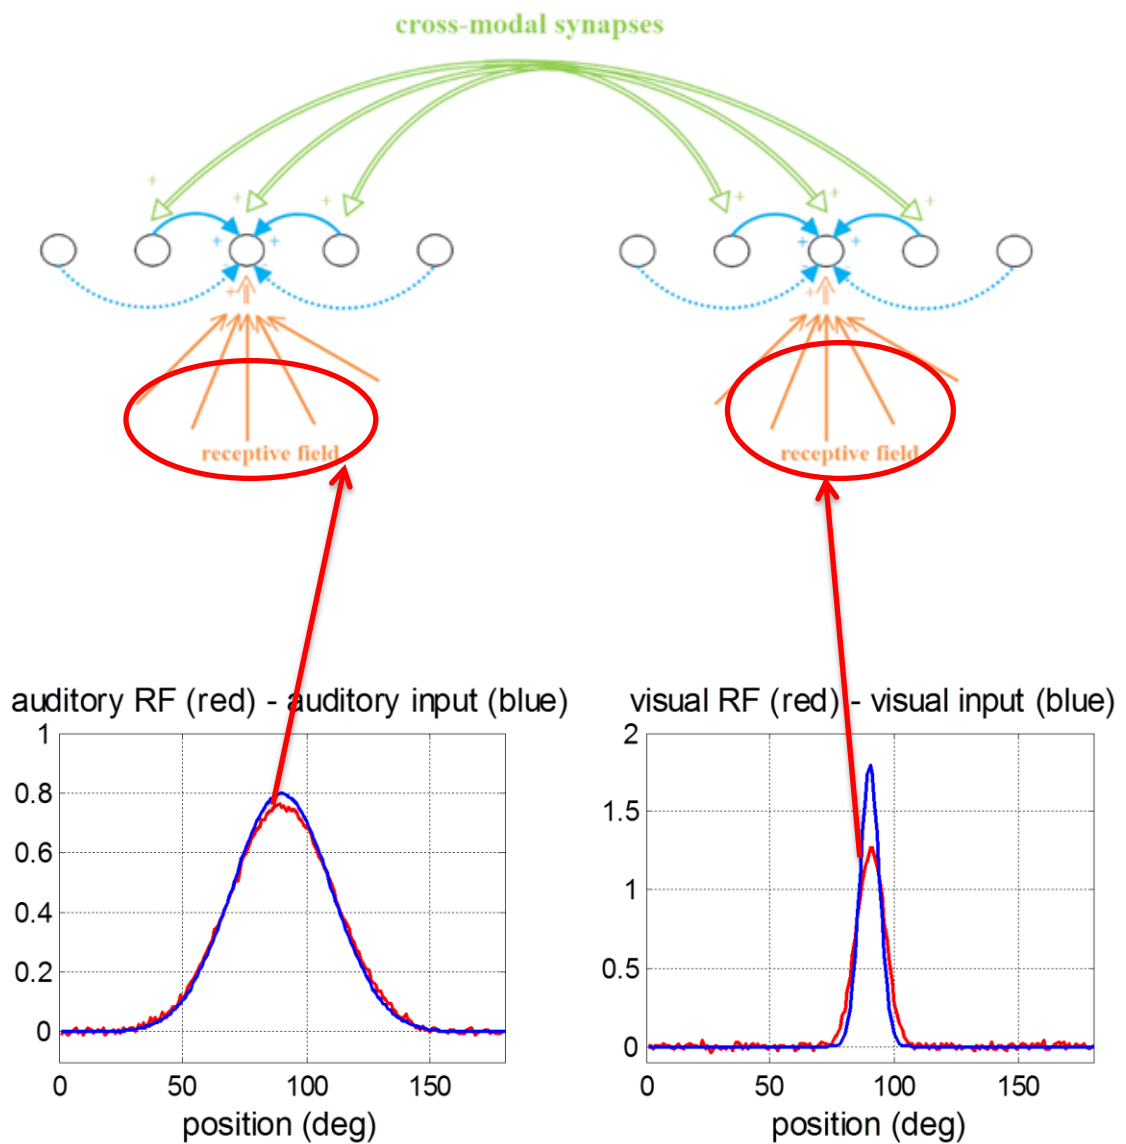 cross-modal synapses
+ + + + + +
+ + + +
- - -
+ +
receptive field receptive field
auditory RF (red) - auditory input (blue) visual RF (red) - visual input (blue)
1
0.8
0.6
0.4
0.2
0
0 50 100 150
position (deg)
2
1.5
1
0.5
0
0 50 100 150
position (deg)